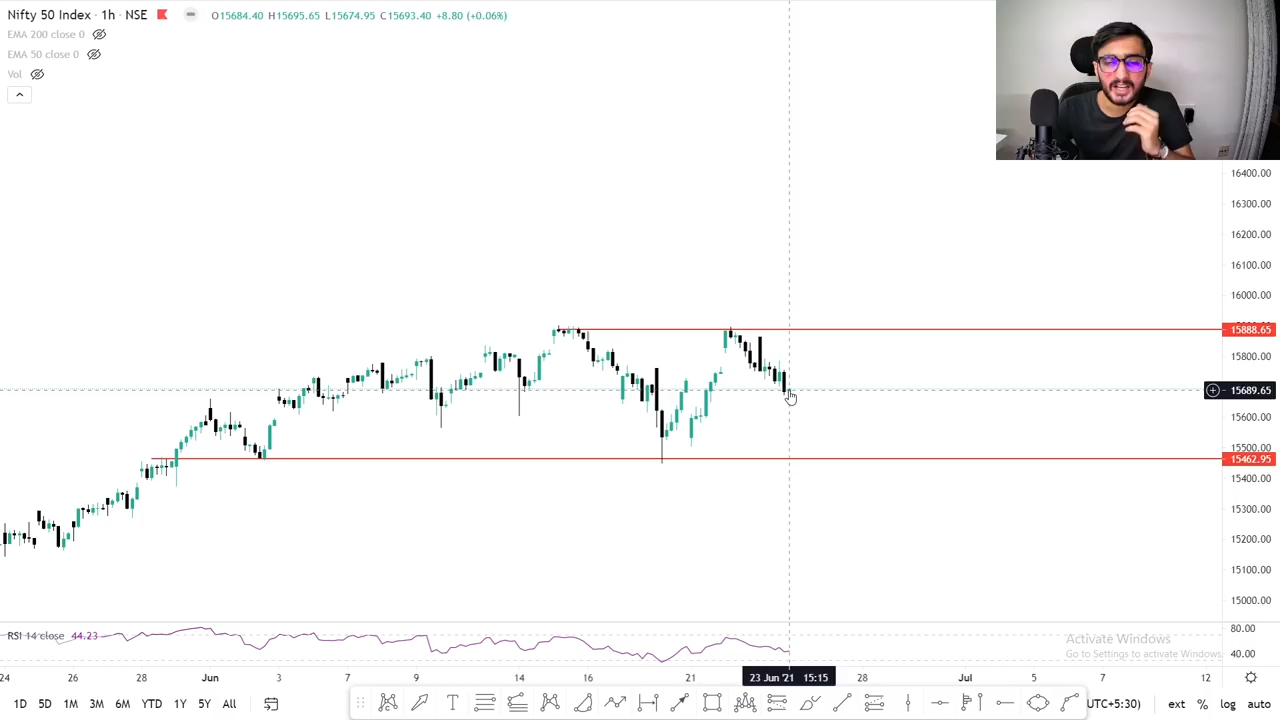 Nifty 50 Index · 1h · NSE O15684.40 H15695.65 L15674.95 C15693.40 +8.80 (+0.06%)
EMA 200 close 0
EMA 50 close 0
Vol
16400.00
16300.00
16200.00
16100.00
16000.00
15888.65
15800.00
15689.65
15600.00
15500.00
15462.95
15400.00
15300.00
15200.00
15100.00
15000.00
RSI 14 close 44.23
80.00
40.00
Activate Windows
Go to Settings to activate Windows.
24 26 28 Jun 3 7 9 14 16 21 23 Jun '21 15:15 28 Jul 5 7 12
1D 5D 1M 3M 6M YTD 1Y 5Y All
UTC+5:30) ext % log auto